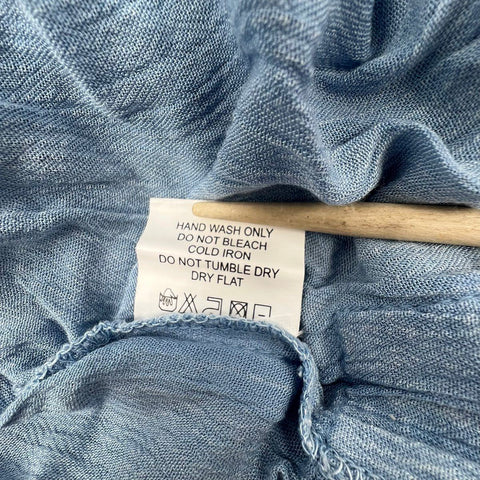 HAND WASH ONLY
DO NOT BLEACH
COLD IRON
DO NOT TUMBLE DRY
DRY FLAT